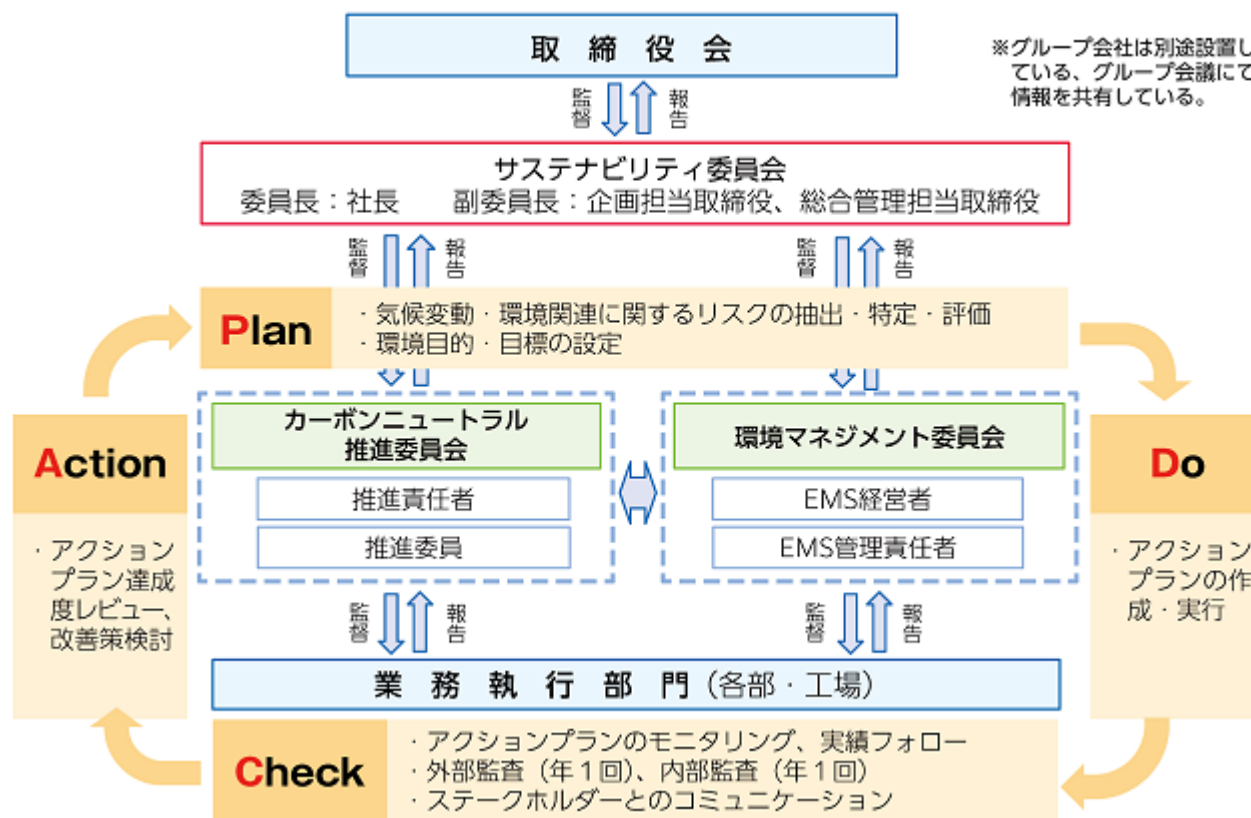 取締役会
※グループ会社は別途設置し
ている、グループ会議にて
情報を共有している。
監督
報告
サステナビリティ委員会
委員長：社長　副委員長：企画担当取締役、総合管理担当取締役
監督
報告
監督
報告
Plan
・気候変動・環境関連に関するリスクの抽出・特定・評価
・環境目的・目標の設定
カーボンニュートラル
推進委員会
推進責任者
推進委員
環境マネジメント委員会
EMS経営者
EMS管理責任者
Action
・アクション
プラン達成
度レビュー、
改善策検討
Do
・アクション
プランの作
成・実行
監督
報告
監督
報告
業務執行部門（各部・工場）
Check
・アクションプランのモニタリング、実績フォロー
・外部監査（年１回）、内部監査（年１回）
・ステークホルダーとのコミュニケーション